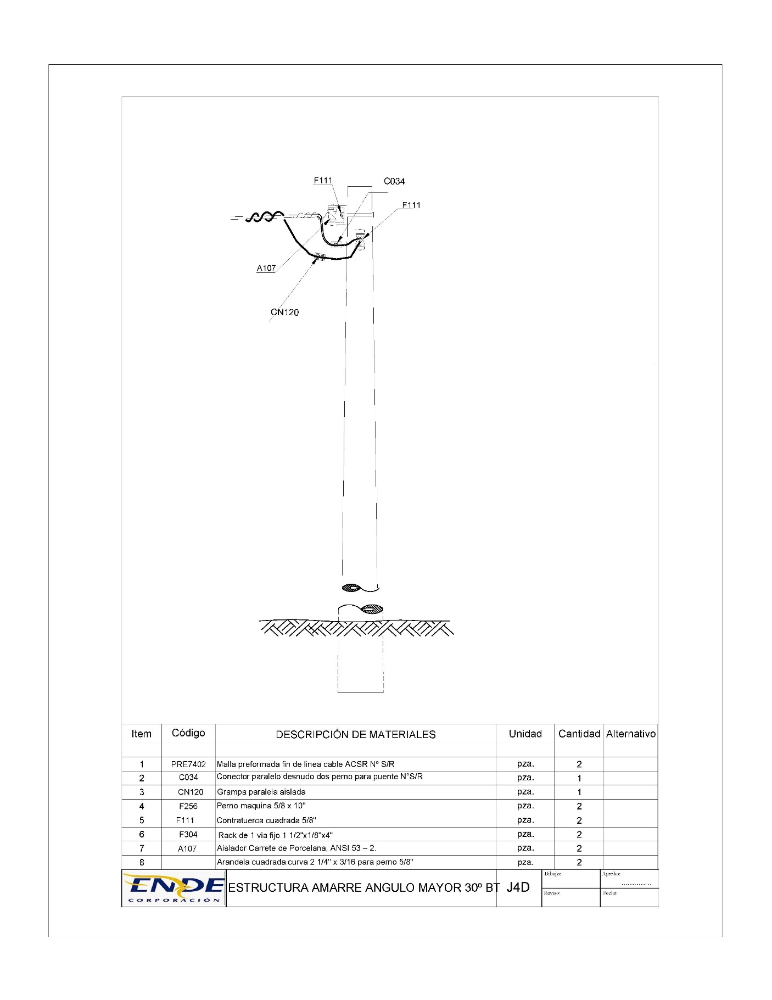 F111
C034
F111
A107
CN120
Item Código DESCRIPCIÓN DE MATERIALES Unidad Cantidad Alternativo
1 PRE7402 Malla preformada fin de linea cable ACSR Nº S/R pza. 2
2 C034 Conector paralelo desnudo dos perno para puente N°S/R pza. 1
3 CN120 Grampa paralela aislada pza. 1
4 F256 Perno maquina 5/8 x 10" pza. 2
5 F111 Contratuerca cuadrada 5/8" pza. 2
6 F304 Rack de 1 via fijo 1 1/2"x1/8"x4" pza. 2
7 A107 Aislador Carrete de Porcelana, ANSI 53 – 2. pza. 2
8 Arandela cuadrada curva 2 1/4" x 3/16 para perno 5/8" pza. 2
ENDE
CORPORACIÓN
ESTRUCTURA AMARRE ANGULO MAYOR 30º BT J4D
Dibujo: Aprobo:
Reviso: Fecha: